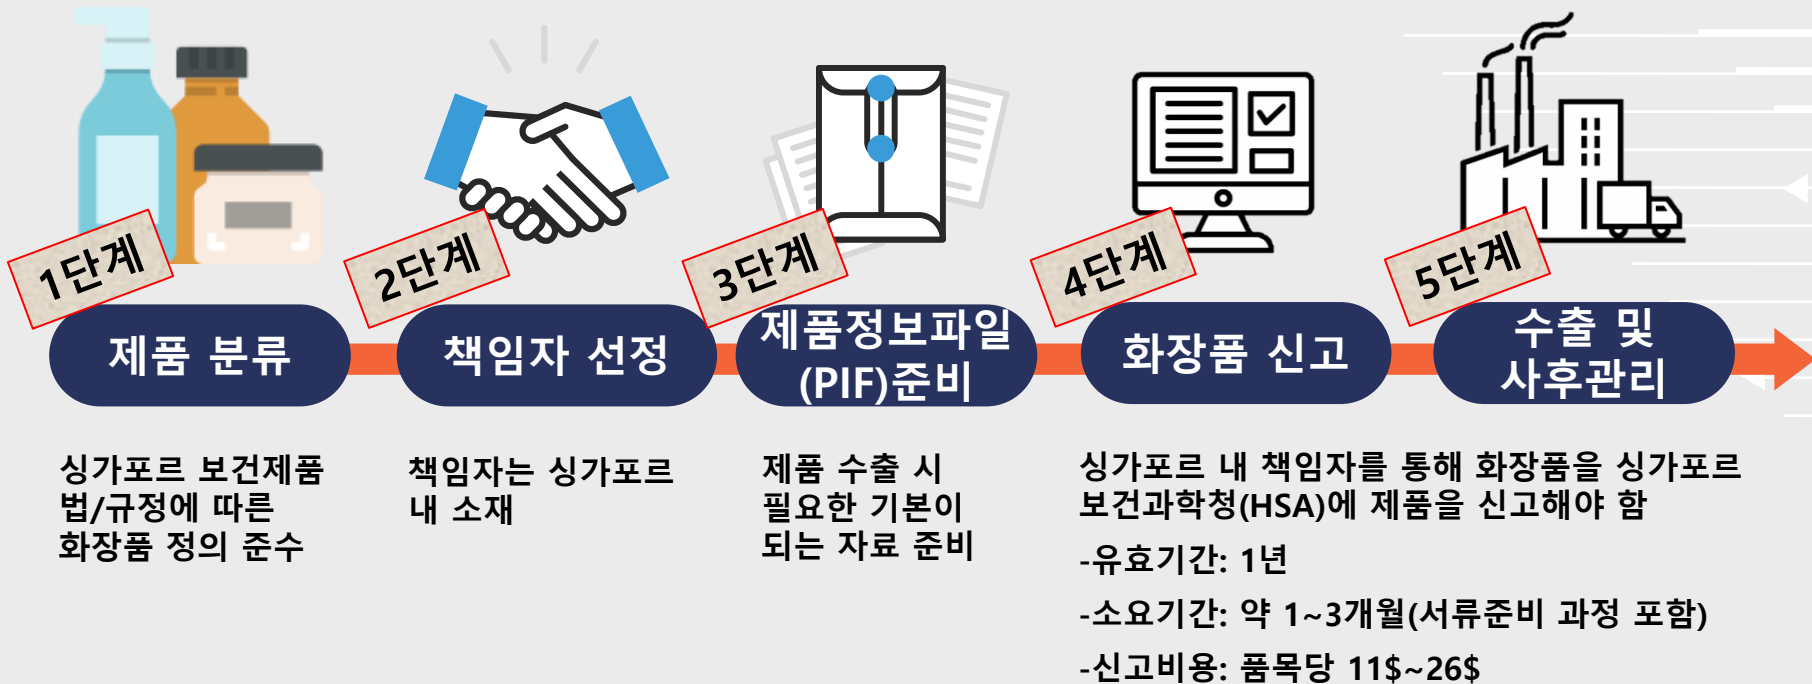 1단계
제품 분류
싱가포르 보건제품
법/규정에 따른
화장품 정의 준수
2단계
책임자 선정
책임자는 싱가포르
내 소재
3단계
제품정보파일
(PIF)준비
제품 수출 시
필요한 기본이
되는 자료 준비
4단계
화장품 신고
5단계
수출 및
사후관리
싱가포르 내 책임자를 통해 화장품을 싱가포르
보건과학청(HSA)에 제품을 신고해야 함
-유효기간: 1년
-소요기간: 약 1~3개월(서류준비 과정 포함)
-신고비용: 품목당 11$~26$